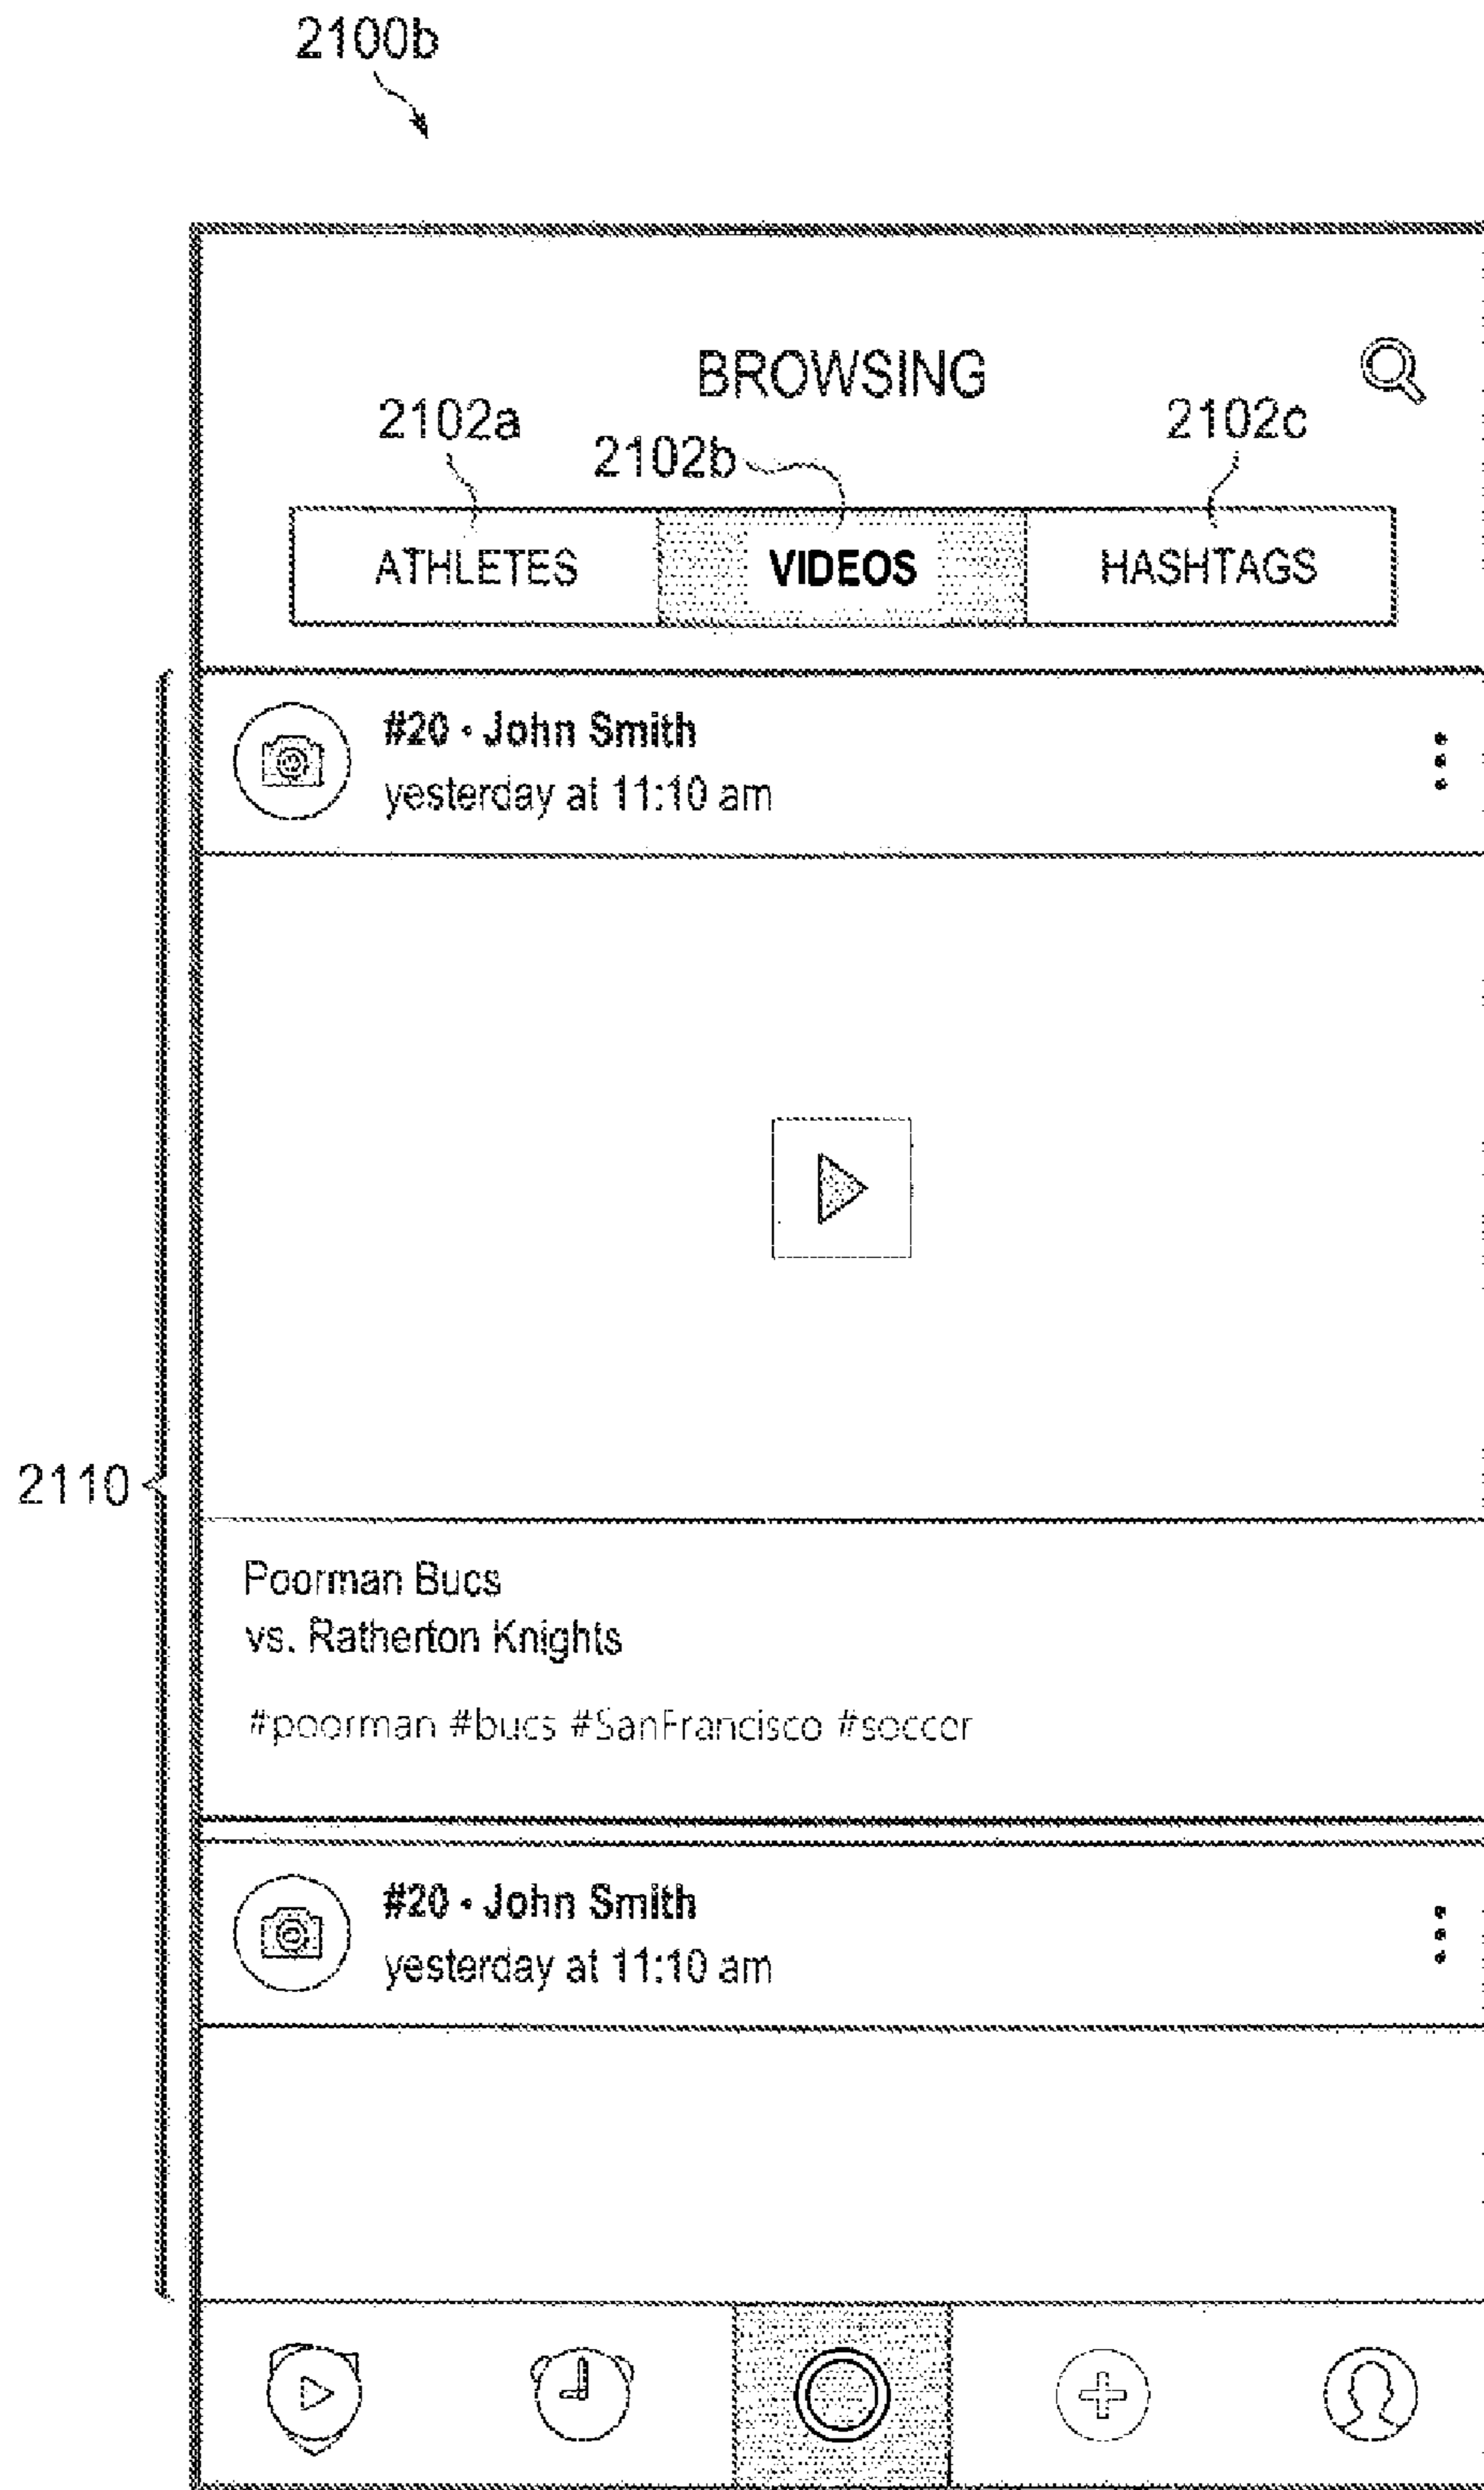 2100b
BROWSING
2102a
2102b
2102c
ATHLETES
VIDEOS
HASHTAGS
#20 • John Smith
yesterday at 11:10 am
2110
Poorman Bucs
vs. Ratherton Knights
#poorman #bucs #SanFrancisco #soccer
#20 • John Smith
yesterday at 11:10 am